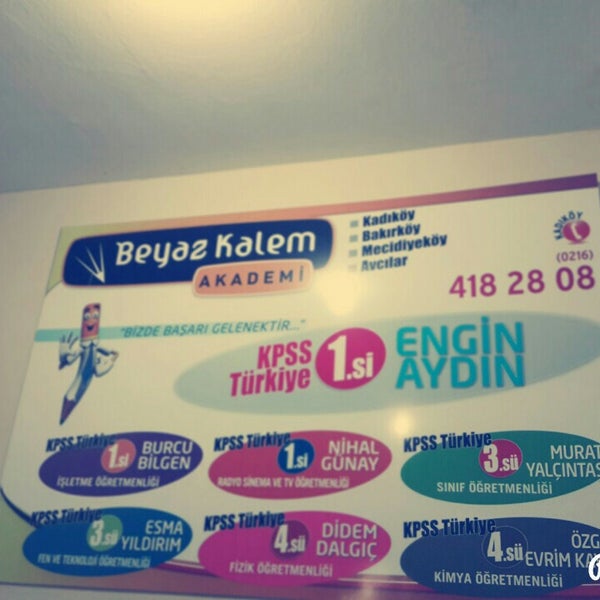 Beyaz Kalem
AKADEMİ
Kadıköy
Bakırköy
Mecidiyeköy
Avcılar
KADIKÖY
(0216)
418 28 08
"BİZDE BAŞARI GELENEKTİR..."
KPSS
Türkiye
1.si
ENGİN
AYDIN
KPSS Türkiye
1.si
BURCU
BİLGEN
İŞLETME ÖĞRETMENLİĞİ
KPSS Türkiye
1.si
NİHAL
GÜNAY
RADYO SİNEMA VE TV ÖĞRETMENLİĞİ
KPSS Türkiye
3.sü
MURAT
YALÇINTAŞ
SINIF ÖĞRETMENLİĞİ
KPSS Türkiye
3.sü
ESMA
YILDIRIM
FEN VE TEKNOLOJİ ÖĞRETMENLİĞİ
KPSS Türkiye
4.sü
DİDEM
DALGIÇ
FİZİK ÖĞRETMENLİĞİ
KPSS Türkiye
4.sü
EVRİM
KİMYA ÖĞRETMENLİĞİ